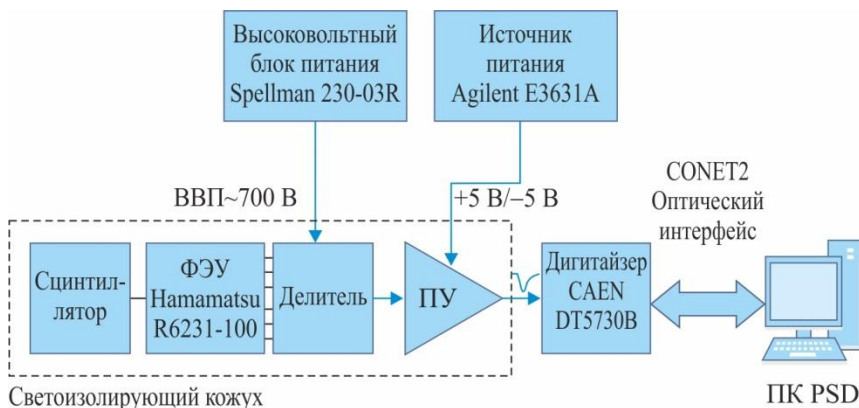 Высоковольтный
блок питания
Spellman 230-03R
Источник
питания
Agilent E3631A
ВВП~700 В
+5 В/–5 В
CONET2
Оптический
интерфейс
Сцинтил-
лятор
ФЭУ
Hamamatsu
R6231-100
Делитель
ПУ
Дигитайзер
CAEN
DT5730B
Светоизолирующий кожух
ПК PSD